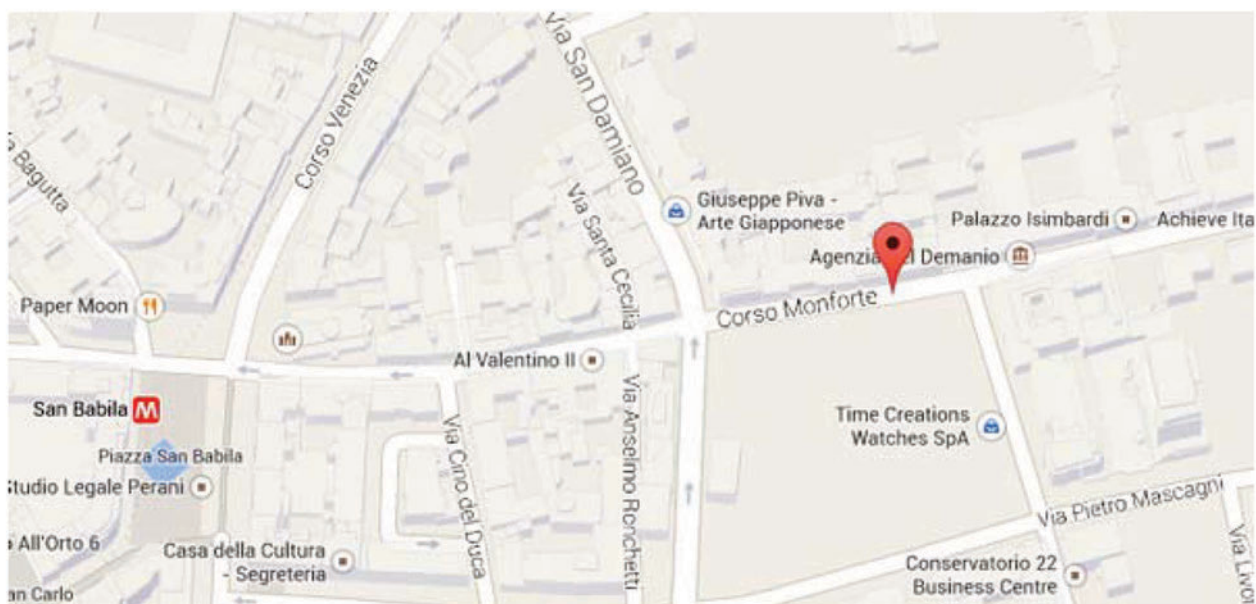 Via San Damiano
Corso Venezia
Bagutta
Via Santa Cecilia
Giuseppe Piva -
Arte Giapponese
Palazzo Isimbardi
Achieve Ita
Agenzia l Demanio
Paper Moon
Corso Monforte
Al Valentino II
San Babila
M
Piazza San Babila
Studio Legale Perani
Via Cino del Duca
Via Anselmo Ronchetti
Time Creations
Watches SpA
Via Pietro Mascagni
All'Orto 6
Casa della Cultura
- Segreteria
Conservatorio 22
Business Centre
Via Livo
an Carlo